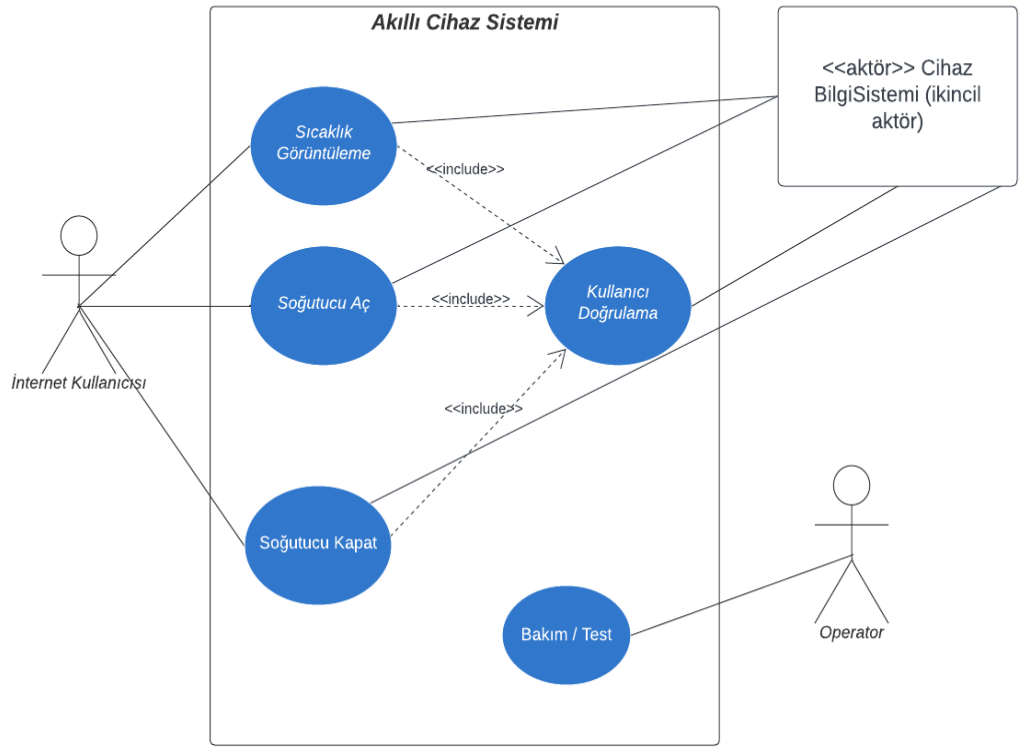 Akıllı Cihaz Sistemi
<<aktör>> Cihaz
BilgiSistemi (ikincil
aktör)
Sıcaklık
Görüntüleme
<<include>>
Soğutucu Aç
<<include>>
Kullanıcı
Doğrulama
İnternet Kullanıcısı
<<include>>
Soğutucu Kapat
Bakım / Test
Operator